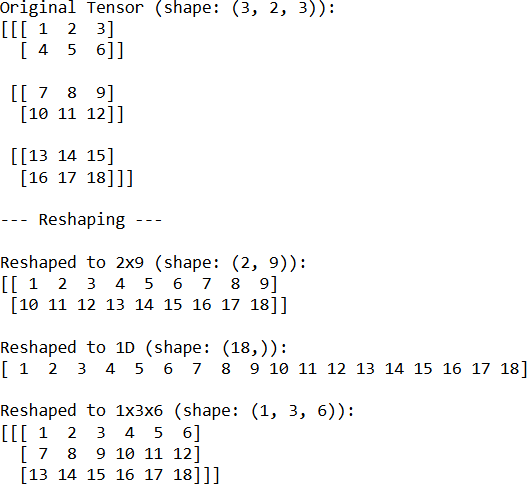 Original Tensor (shape: (3, 2, 3)):
[[[ 1  2  3]
  [ 4  5  6]]

 [[ 7  8  9]
  [10 11 12]]

 [[13 14 15]
  [16 17 18]]]

--- Reshaping ---

Reshaped to 2x9 (shape: (2, 9)):
[[ 1  2  3  4  5  6  7  8  9]
 [10 11 12 13 14 15 16 17 18]]

Reshaped to 1D (shape: (18,)):
[ 1  2  3  4  5  6  7  8  9 10 11 12 13 14 15 16 17 18]

Reshaped to 1x3x6 (shape: (1, 3, 6)):
[[[ 1  2  3  4  5  6]
  [ 7  8  9 10 11 12]
  [13 14 15 16 17 18]]]